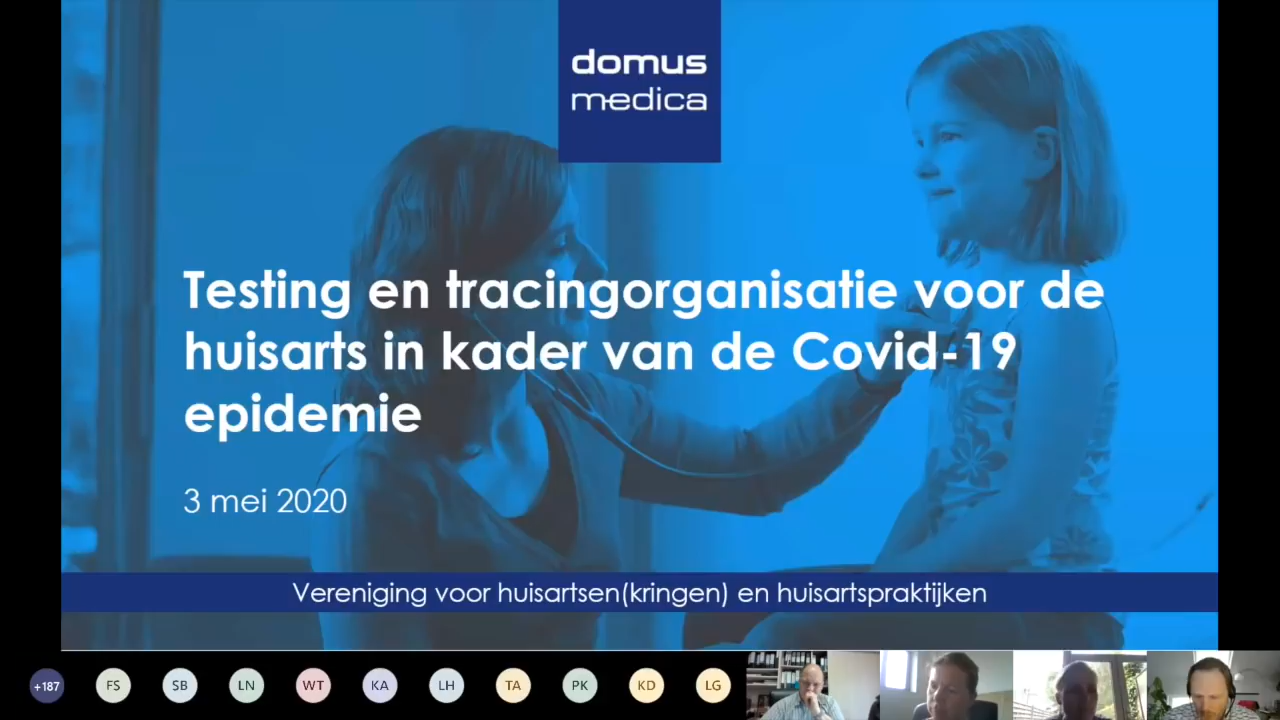 domus
medica
Testing en tracingorganisatie voor de
huisarts in kader van de Covid-19
epidemie
3 mei 2020
Vereniging voor huisartsen(kringen) en huisartspraktijken
+187 FS SB LN WT KA LH TA PK KD LG